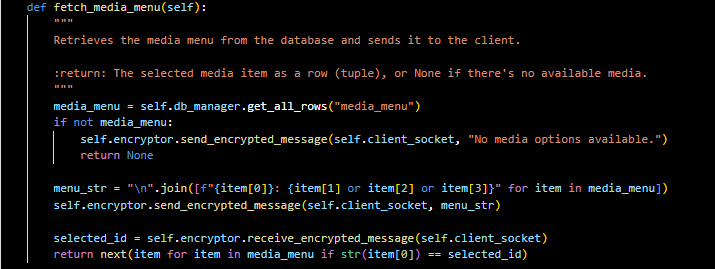 def fetch_media_menu(self):
    """
    Retrieves the media menu from the database and sends it to the client.

    :return: The selected media item as a row (tuple), or None if there's no available media.
    """
    media_menu = self.db_manager.get_all_rows("media_menu")
    if not media_menu:
        self.encryptor.send_encrypted_message(self.client_socket, "No media options available.")
        return None

    menu_str = "\n".join([f"{item[0]}: {item[1] or item[2] or item[3]}" for item in media_menu])
    self.encryptor.send_encrypted_message(self.client_socket, menu_str)

    selected_id = self.encryptor.receive_encrypted_message(self.client_socket)
    return next(item for item in media_menu if str(item[0]) == selected_id)